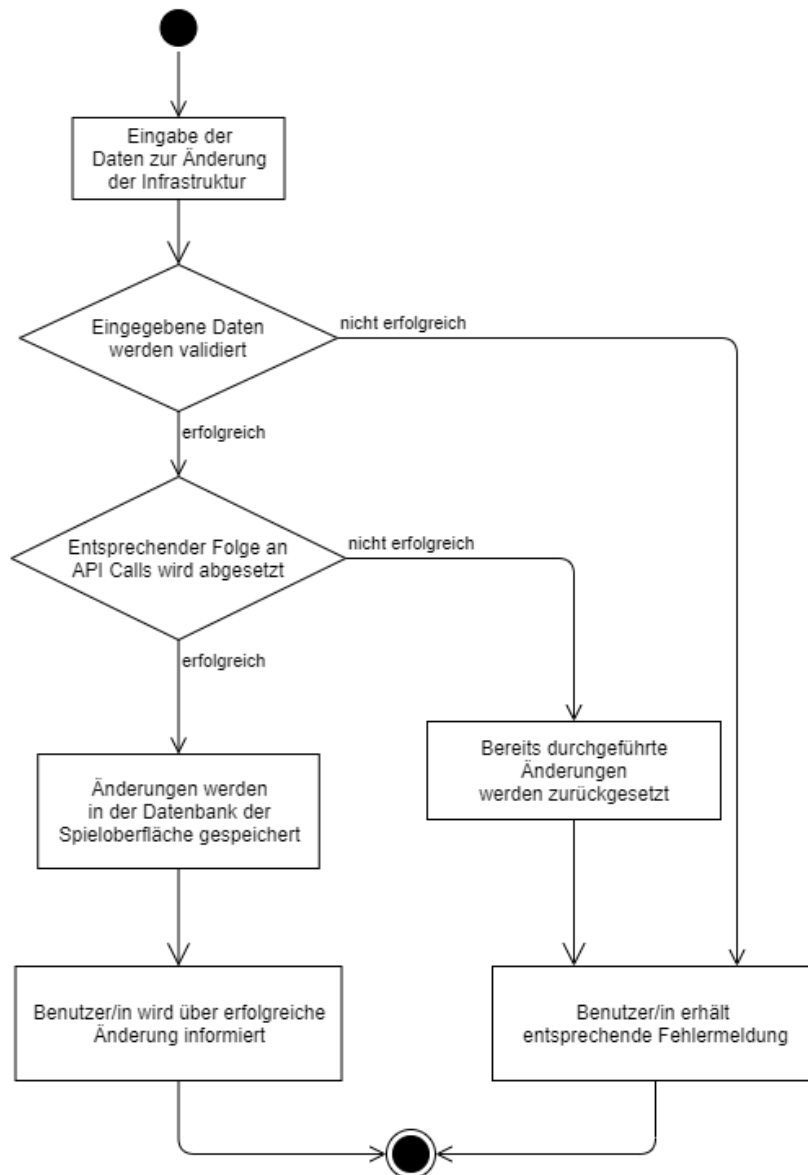 Eingabe der
Daten zur Änderung
der Infrastruktur
Eingegebene Daten
werden validiert
nicht erfolgreich
erfolgreich
Entsprechender Folge an
API Calls wird abgesetzt
nicht erfolgreich
erfolgreich
Bereits durchgeführte
Änderungen
werden zurückgesetzt
Änderungen werden
in der Datenbank der
Spieloberfläche gespeichert
Benutzer/in wird über erfolgreiche
Änderung informiert
Benutzer/in erhält
entsprechende Fehlermeldung